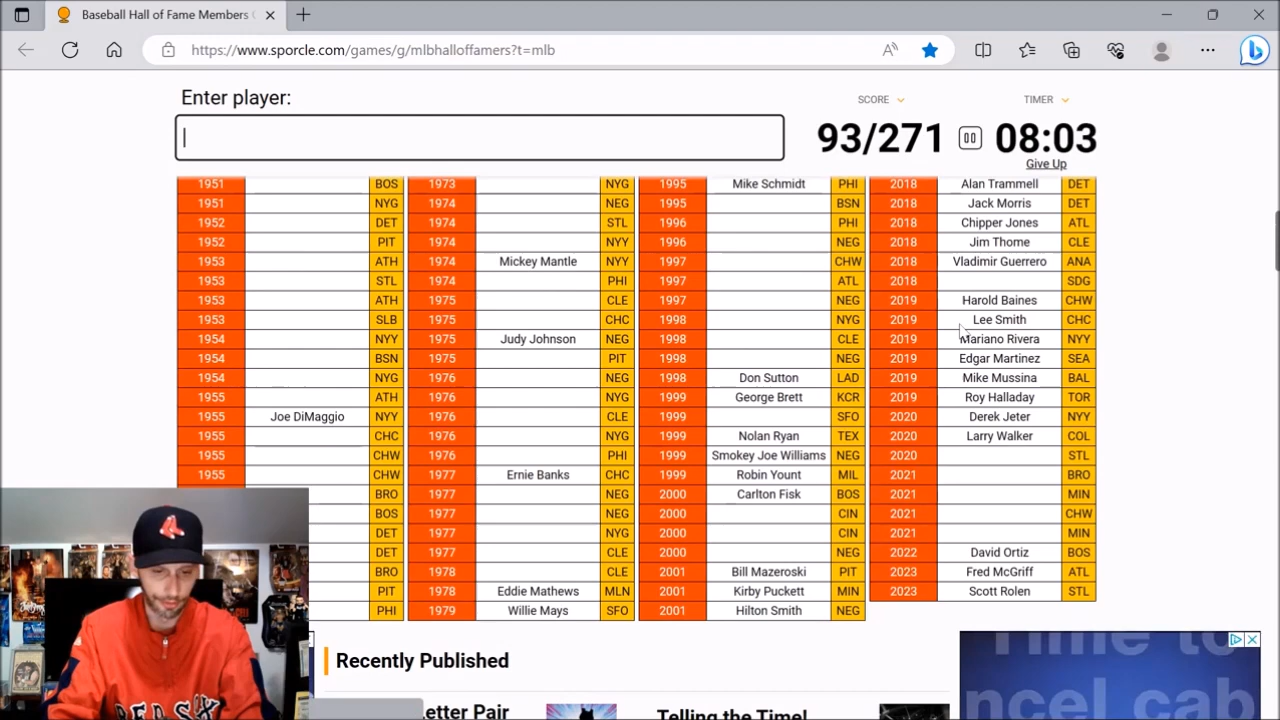 Baseball Hall of Fame Members
https://www.sporcle.com/games/g/mlbhalloffamers?t=mlb
Enter player:
SCORE
TIMER
93/271
08:03
Give Up
1951 BOS 1973 NYG 1995 Mike Schmidt PHI 2018 Alan Trammell DET
1951 NYG 1974 NEG 1995 BSN 2018 Jack Morris DET
1952 DET 1974 STL 1996 PHI 2018 Chipper Jones ATL
1952 PIT 1974 NYY 1996 NEG 2018 Jim Thome CLE
1953 ATH 1974 Mickey Mantle NYY 1997 CHW 2018 Vladimir Guerrero ANA
1953 STL 1974 PHI 1997 ATL 2018 SDG
1953 ATH 1975 CLE 1997 NEG 2019 Harold Baines CHW
1953 SLB 1975 CHC 1998 NYG 2019 Lee Smith CHC
1954 NYY 1975 Judy Johnson NEG 1998 CLE 2019 Mariano Rivera NYY
1954 BSN 1975 PIT 1998 NEG 2019 Edgar Martinez SEA
1954 NYG 1976 NEG 1998 Don Sutton LAD 2019 Mike Mussina BAL
1955 ATH 1976 NYG 1999 George Brett KCR 2019 Roy Halladay TOR
1955 Joe DiMaggio NYY 1976 CLE 1999 SFO 2020 Derek Jeter NYY
1955 CHC 1976 NYG 1999 Nolan Ryan TEX 2020 Larry Walker COL
1955 CHW 1976 PHI 1999 Smokey Joe Williams NEG 2020 STL
1955 CHW 1977 Ernie Banks CHC 1999 Robin Yount MIL 2021 BRO
BRO 1977 NEG 2000 Carlton Fisk BOS 2021 MIN
BOS 1977 NEG 2000 CIN 2021 CHW
DET 1977 NYG 2000 CIN 2021 MIN
DET 1977 CLE 2000 NEG 2022 David Ortiz BOS
BRO 1978 CLE 2001 Bill Mazeroski PIT 2023 Fred McGriff ATL
PIT 1978 Eddie Mathews MLN 2001 Kirby Puckett MIN 2023 Scott Rolen STL
PHI 1979 Willie Mays SFO 2001 Hilton Smith NEG
Recently Published
etter Pair
Telling the Time!
Time to
ncel cab
RED SOX